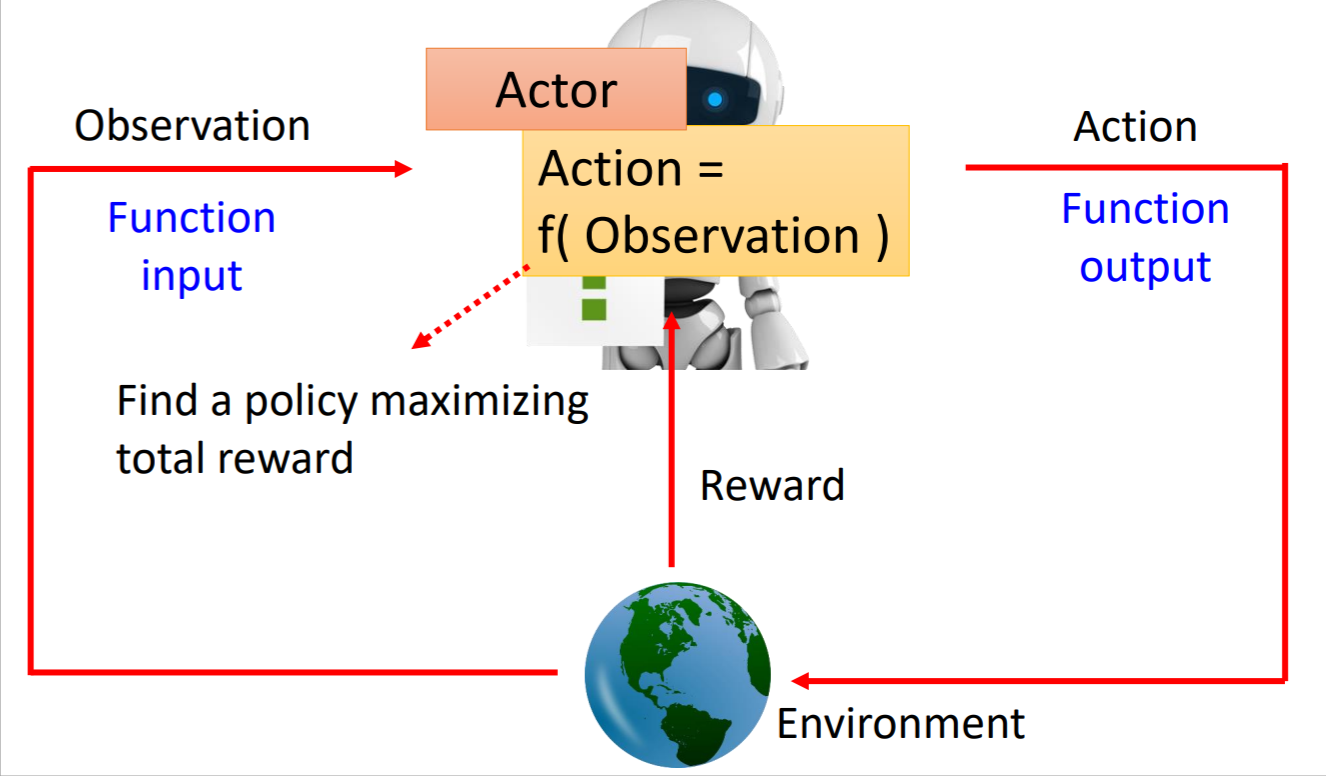 Actor
Observation
Action
Action =
f( Observation )
Function
input
Function
output
Find a policy maximizing
total reward
Reward
Environment